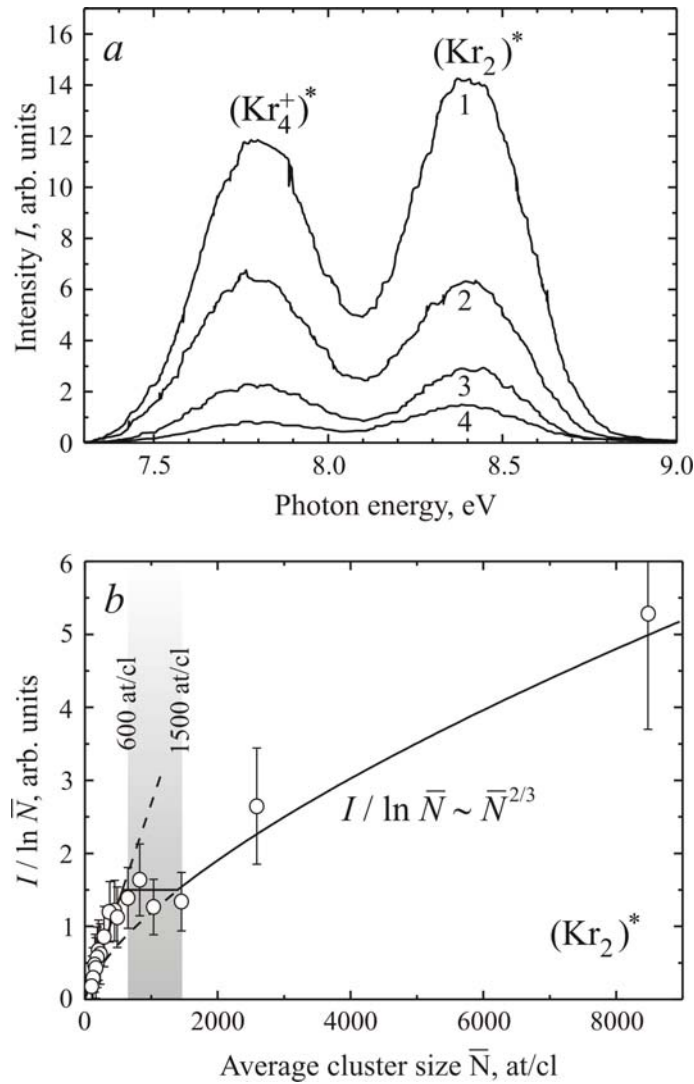 a
16
14
12
10
8
6
4
2
0
Intensity I, arb. units
(Kr₄⁺)*
(Kr₂)*
1
2
3
4
7.5 8.0 8.5 9.0
Photon energy, eV
b
6
5
4
3
2
1
0
I / ln N̅, arb. units
600 at/cl
1500 at/cl
I / ln N̅ ~ N̅²ᐟ³
(Kr₂)*
0 2000 4000 6000 8000
Average cluster size N̅, at/cl